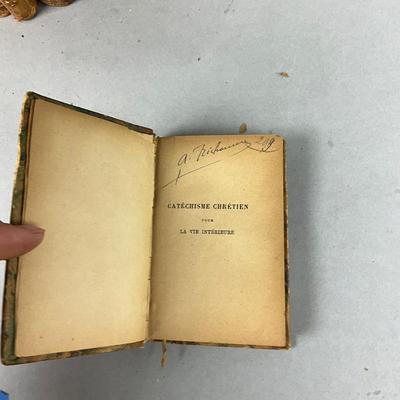 A.
CATÉCHISME CHRÉTIEN
POUR
LA VIE INTÉRIEURE